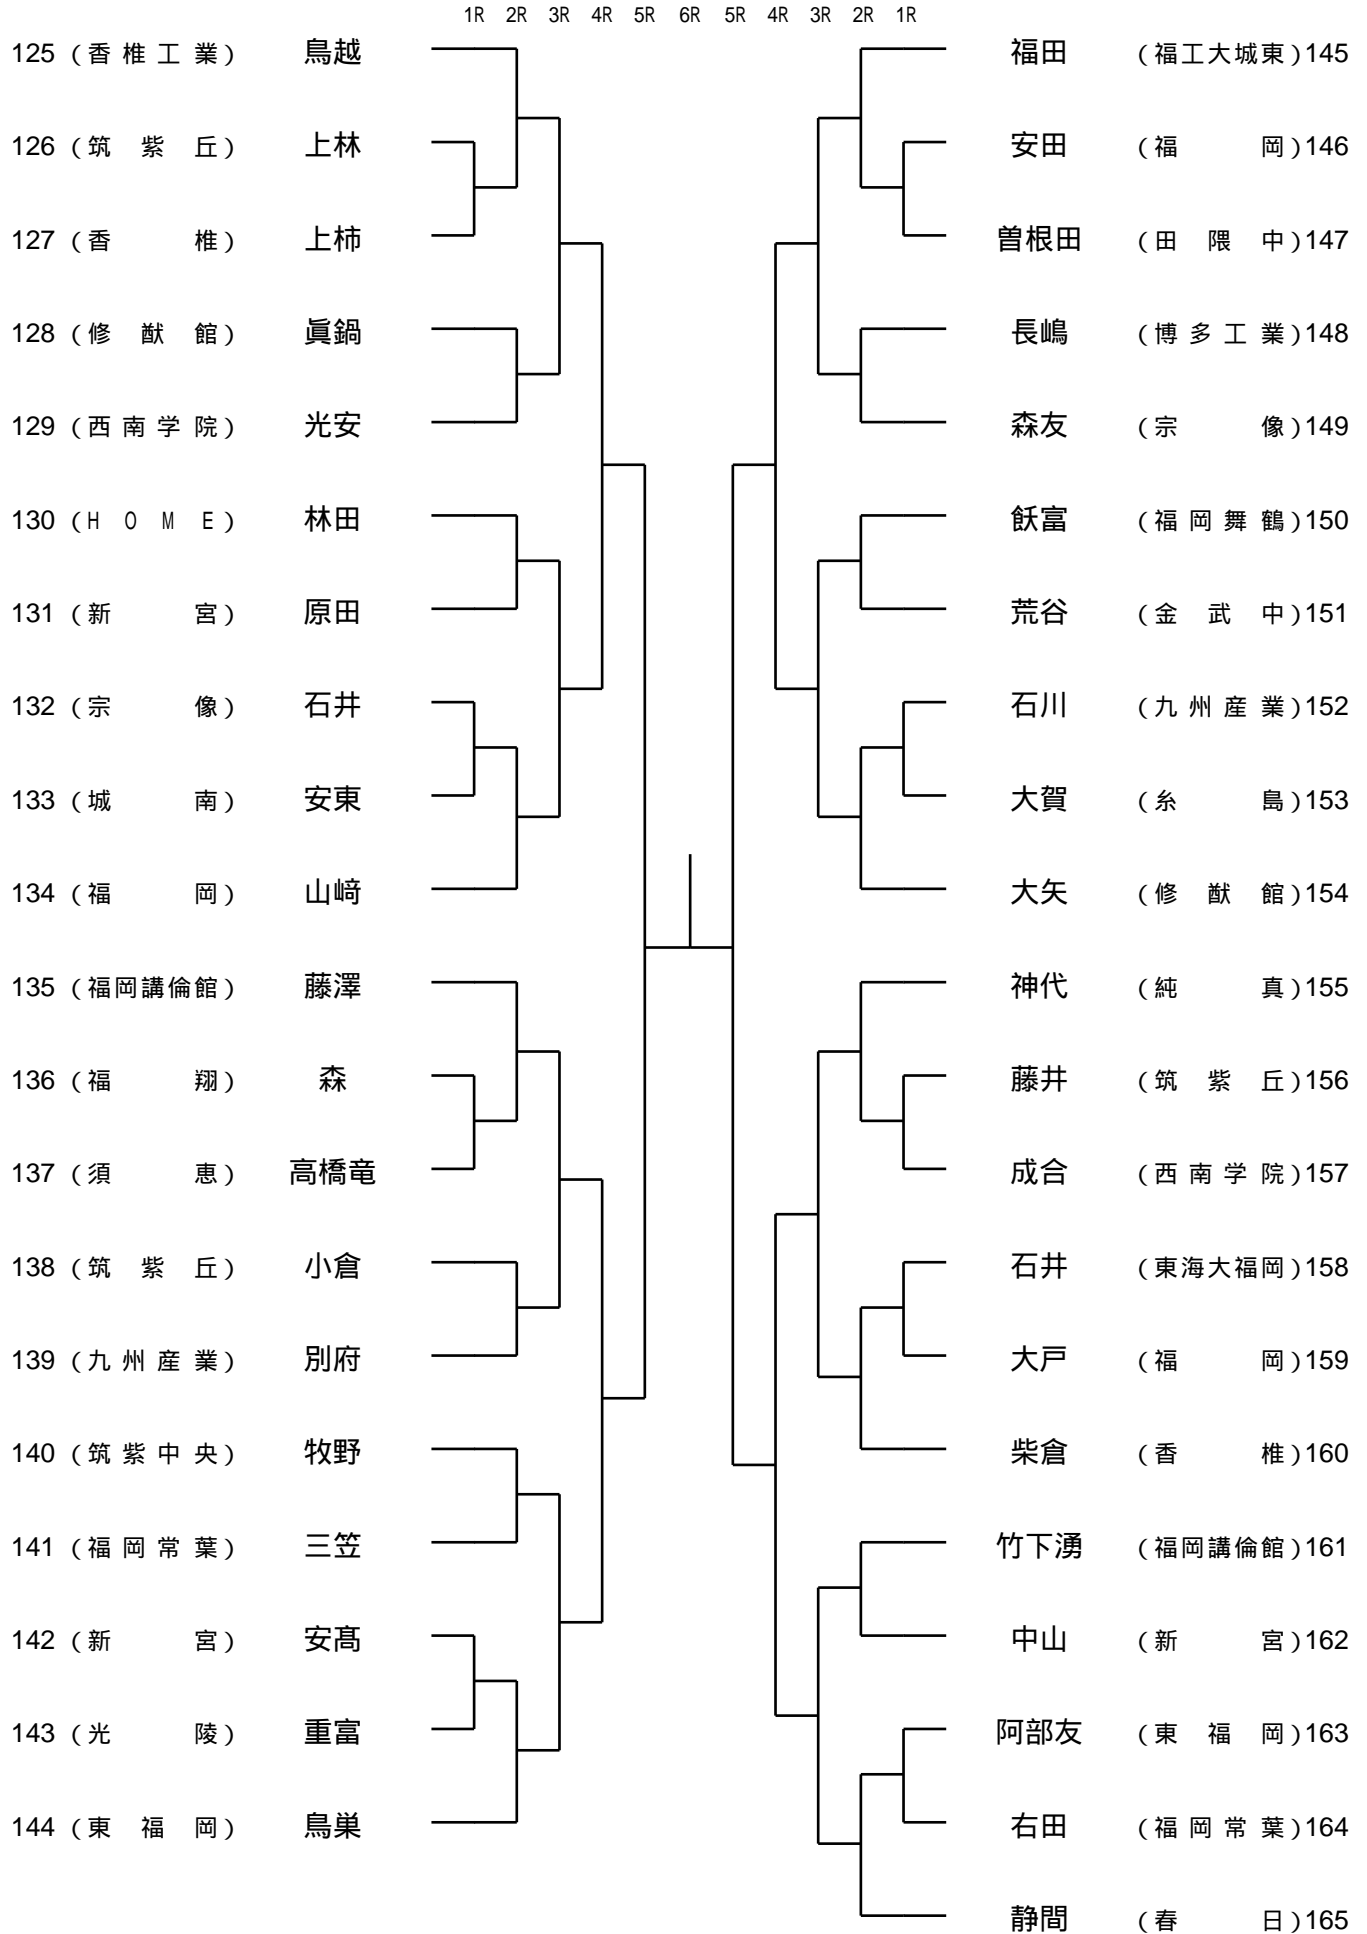 1R 2R 3R 4R 5R 6R 5R 4R 3R 2R 1R
125 (香椎工業) 鳥越 福田 (福工大城東)145
126 (筑紫丘) 上林 安田 (福岡)146
127 (香椎) 上柿 曽根田 (田隈中)147
128 (修猷館) 眞鍋 長嶋 (博多工業)148
129 (西南学院) 光安 森友 (宗像)149
130 (HOME) 林田 飫富 (福岡舞鶴)150
131 (新宮) 原田 荒谷 (金武中)151
132 (宗像) 石井 石川 (九州産業)152
133 (城南) 安東 大賀 (糸島)153
134 (福岡) 山﨑 大矢 (修猷館)154
135 (福岡講倫館) 藤澤 神代 (純真)155
136 (福翔) 森 藤井 (筑紫丘)156
137 (須恵) 高橋竜 成合 (西南学院)157
138 (筑紫丘) 小倉 石井 (東海大福岡)158
139 (九州産業) 別府 大戸 (福岡)159
140 (筑紫中央) 牧野 柴倉 (香椎)160
141 (福岡常葉) 三笠 竹下湧 (福岡講倫館)161
142 (新宮) 安髙 中山 (新宮)162
143 (光陵) 重富 阿部友 (東福岡)163
144 (東福岡) 鳥巣 右田 (福岡常葉)164
静間 (春日)165